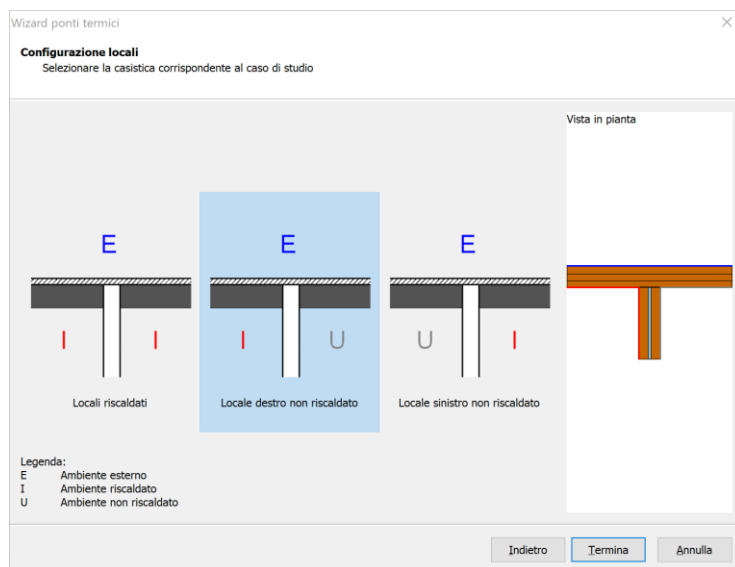 Wizard ponti termici
Configurazione locali
Selezionare la casistica corrispondente al caso di studio
Vista in pianta
E E E
I I I U U I
Locali riscaldati Locale destro non riscaldato Locale sinistro non riscaldato
Legenda:
E Ambiente esterno
I Ambiente riscaldato
U Ambiente non riscaldato
Indietro Termina Annulla